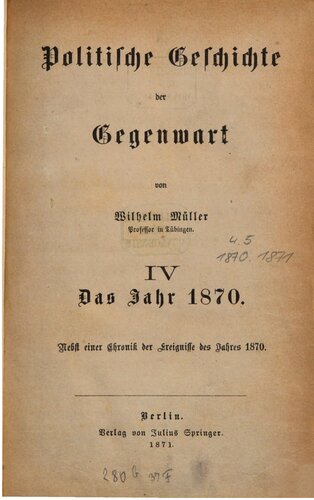 Politische Geschichte
der
Gegenwart
von
Wilhelm Müller
Professor in Tübingen.
4.5
1870. 1871
IV
Das Jahr 1870.
Nebst einer Chronik der Ereignisse des Jahres 1870.
Berlin.
Verlag von Julius Springer.
1871.